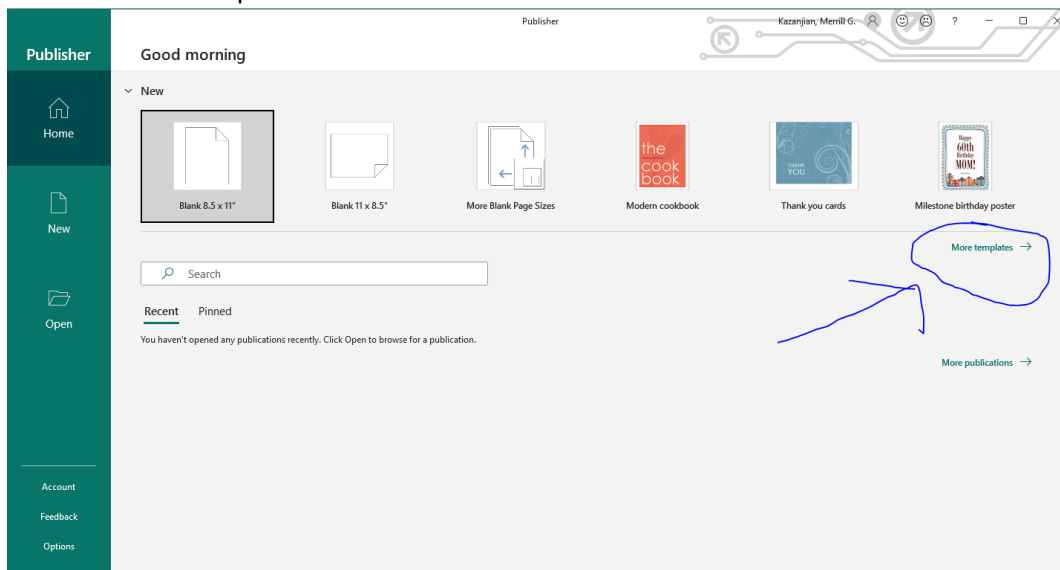 Publisher
Kazanjian, Merrill G.
?
Publisher
Good morning
New
Home
the
cook
book
THANK
YOU
Happy
60th
Birthday
MOM!
Blank 8.5 x 11"
Blank 11 x 8.5"
More Blank Page Sizes
Modern cookbook
Thank you cards
Milestone birthday poster
New
More templates →
Search
Recent Pinned
Open
You haven't opened any publications recently. Click Open to browse for a publication.
More publications →
Account
Feedback
Options